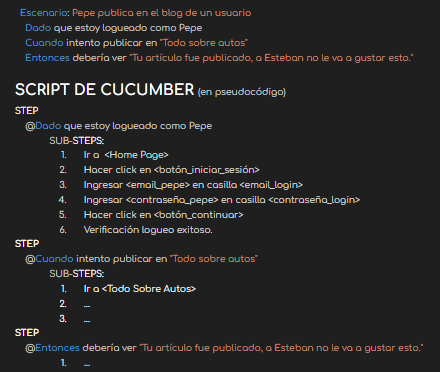 Escenario: Pepe publica en el blog de un usuario
Dado que estoy logueado como Pepe
Cuando intento publicar en "Todo sobre autos"
Entonces debería ver "Tu artículo fue publicado, a Esteban no le va a gustar esto."
SCRIPT DE CUCUMBER (en pseudocódigo)
STEP
@Dado que estoy logueado como Pepe
SUB-STEPS:
1. Ir a <Home Page>
2. Hacer click en <botón_iniciar_sesión>
3. Ingresar <email_pepe> en casilla <email_login>
4. Ingresar <contraseña_pepe> en casilla <contraseña_login>
5. Hacer click en <botón_continuar>
6. Verificación logueo exitoso.
STEP
@Cuando intento publicar en "Todo sobre autos"
SUB-STEPS:
1. Ir a <Todo Sobre Autos>
2. ...
3. ...
STEP
@Entonces debería ver "Tu artículo fue publicado, a Esteban no le va a gustar esto."
1. ...